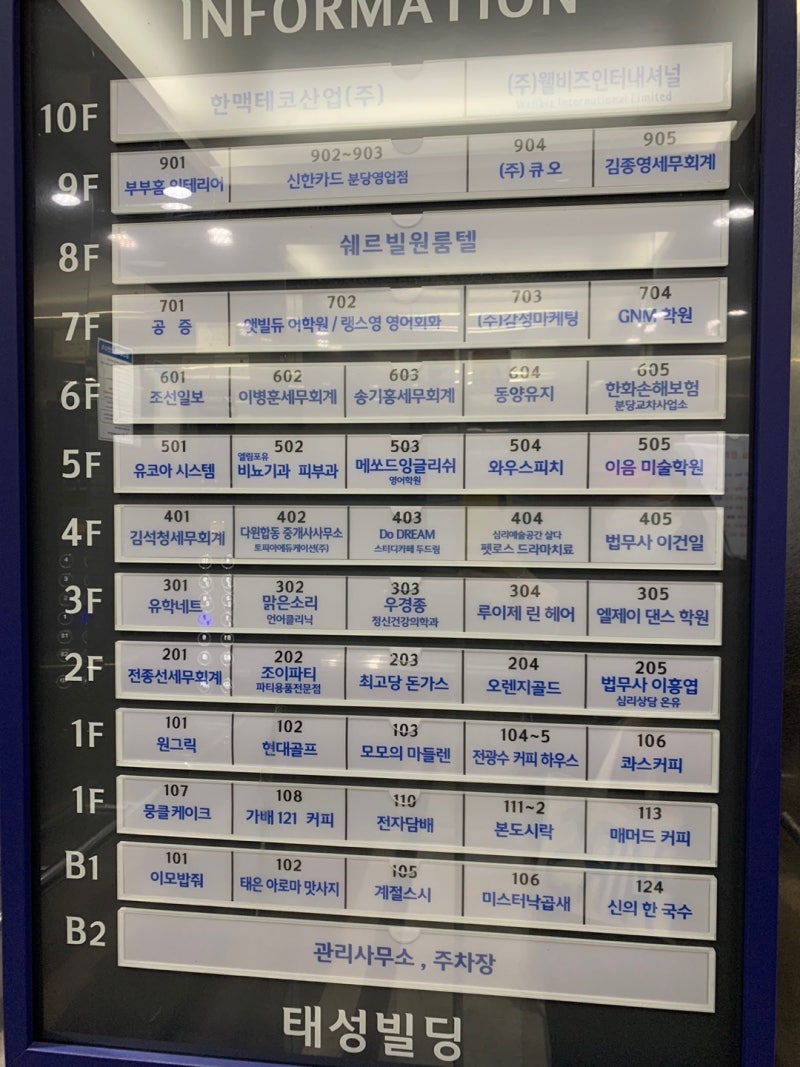 INFORMATION
10F
한맥테코산업(주)
(주)웰비즈인터내셔널
Wellbiz International Limited
9F
901
부부홈 인테리어
902~903
신한카드 분당영업점
904
(주) 큐오
905
김종영세무회계
8F
쉐르빌원룸텔
7F
701
공 증
702
앳빌듀 어학원 / 랭스영 영어회화
703
(주)감성마케팅
704
GNM 학원
6F
601
조선일보
602
이병훈세무회계
603
송기홍세무회계
604
동양유지
605
한화손해보험
분당교차사업소
5F
501
유코아 시스템
502
엘림포유
비뇨기과 피부과
503
메쏘드잉글리쉬
영어학원
504
와우스피치
505
이음 미술학원
4F
401
김석청세무회계
402
다원합동 중개사사무소
토피아에듀케이션(주)
403
Do DREAM
스터디카페 두드림
404
심리예술공간 살다
펫로스 드라마치료
405
법무사 이건일
3F
301
유학네트
302
맑은소리
언어클리닉
303
우경종
정신건강의학과
304
루이제 린 헤어
305
엘제이 댄스 학원
2F
201
전종선세무회계
202
조이파티
파티용품전문점
203
최고당 돈가스
204
오렌지골드
205
법무사 이흥엽
심리상담 온유
1F
101
원그릭
102
현대골프
103
모모의 마들렌
104~5
전광수 커피 하우스
106
콰스커피
1F
107
뭉클케이크
108
가배 121 커피
110
전자담배
111~2
본도시락
113
매머드 커피
B1
101
이모밥줘
102
태온 아로마 맛사지
105
계절스시
106
미스터낙곱새
124
신의 한 국수
B2
관리사무소 , 주차장
태성빌딩